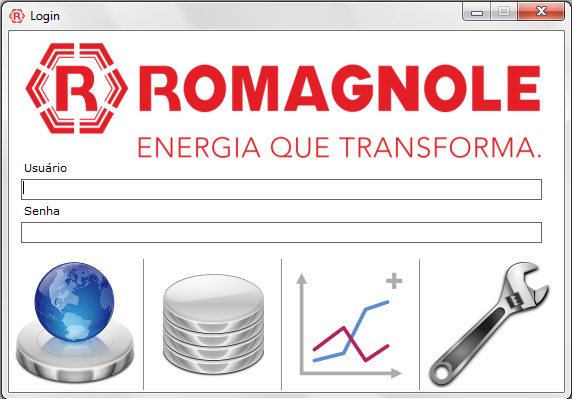 Login
R ROMAGNOLE
ENERGIA QUE TRANSFORMA.
Usuário
Senha